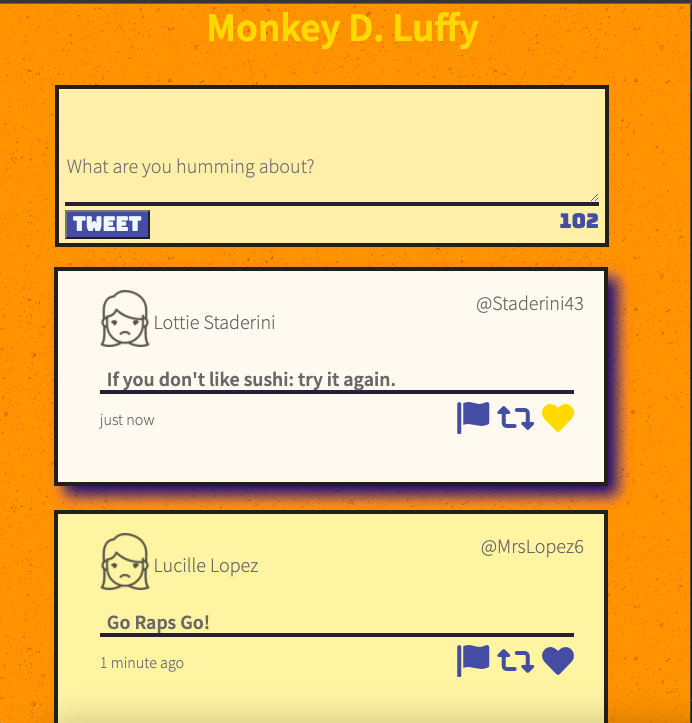 Monkey D. Luffy
What are you humming about?
TWEET 102
Lottie Staderini @Staderini43
If you don't like sushi: try it again.
just now
Lucille Lopez @MrsLopez6
Go Raps Go!
1 minute ago